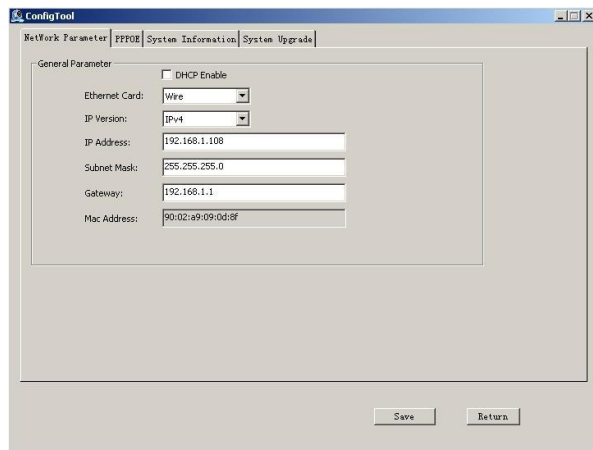 ConfigTool
NetWork Parameter PPPOE System Information System Upgrade
General Parameter
DHCP Enable
Ethernet Card: Wire
IP Version: IPv4
IP Address: 192.168.1.108
Subnet Mask: 255.255.255.0
Gateway: 192.168.1.1
Mac Address: 90:02:a9:09:0d:8f
Save Return